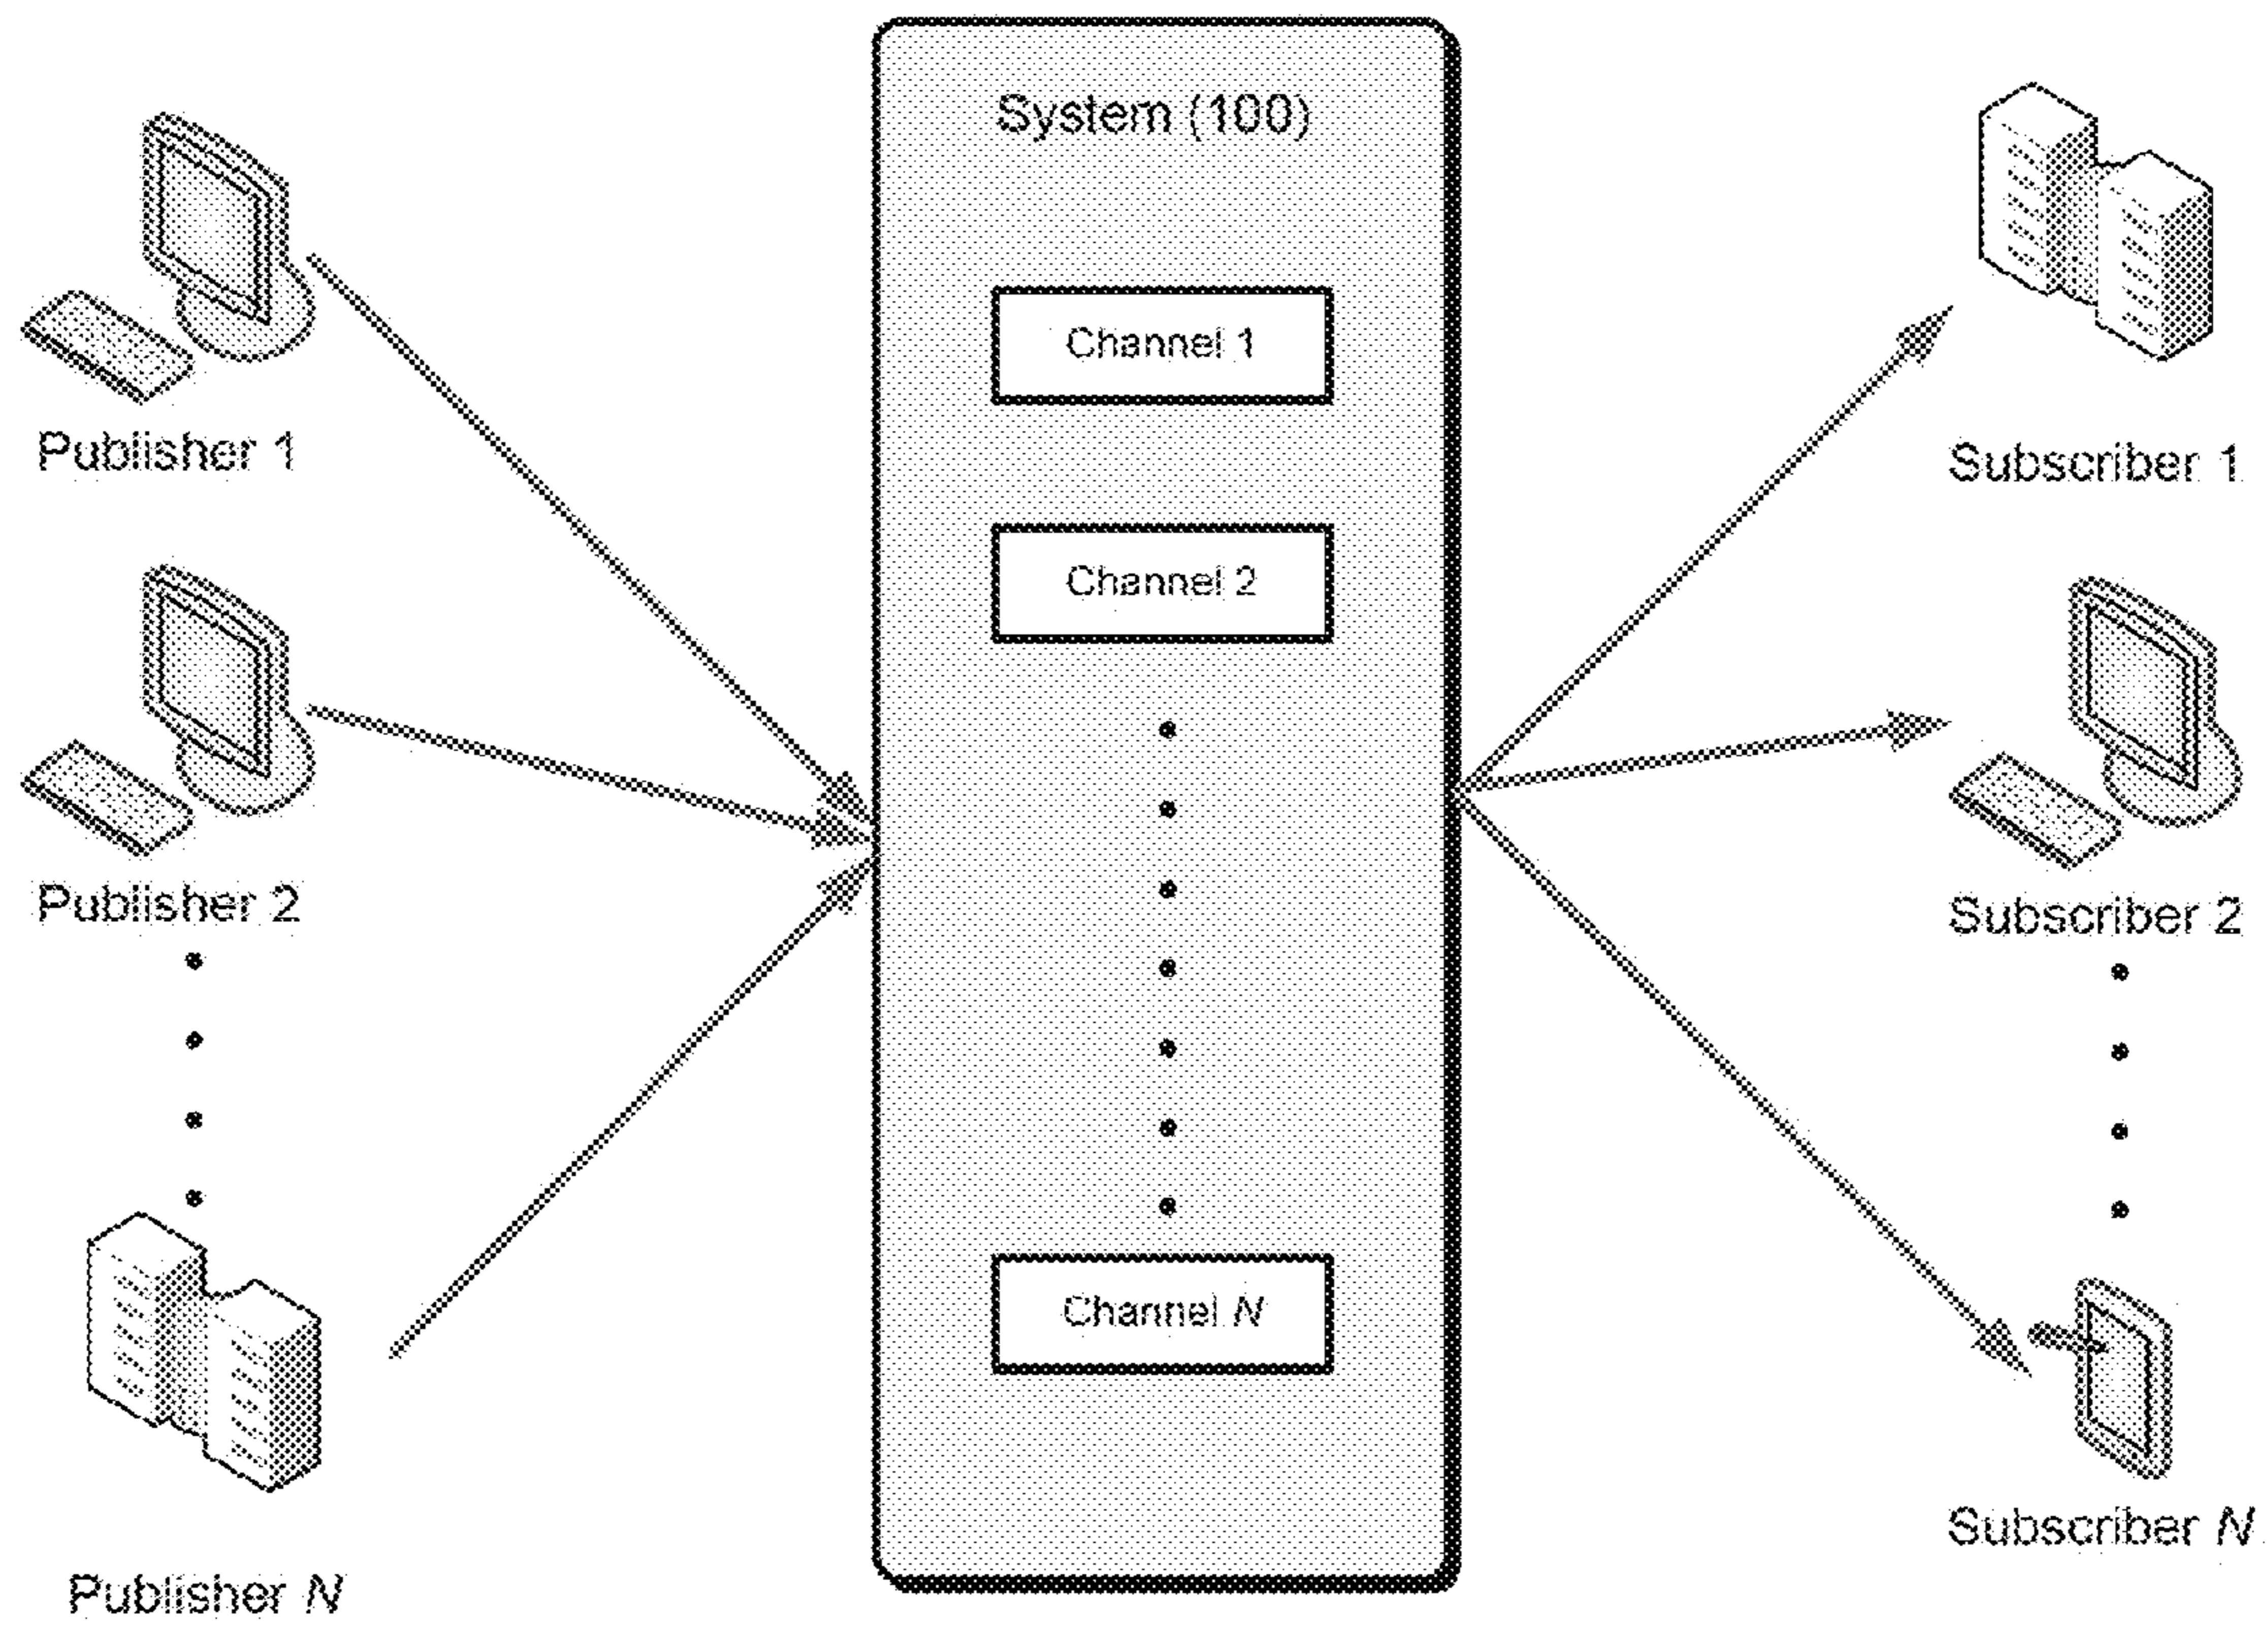 System (100)
Publisher 1
Publisher 2
Publisher N
Channel 1
Channel 2
Channel N
Subscriber 1
Subscriber 2
Subscriber N